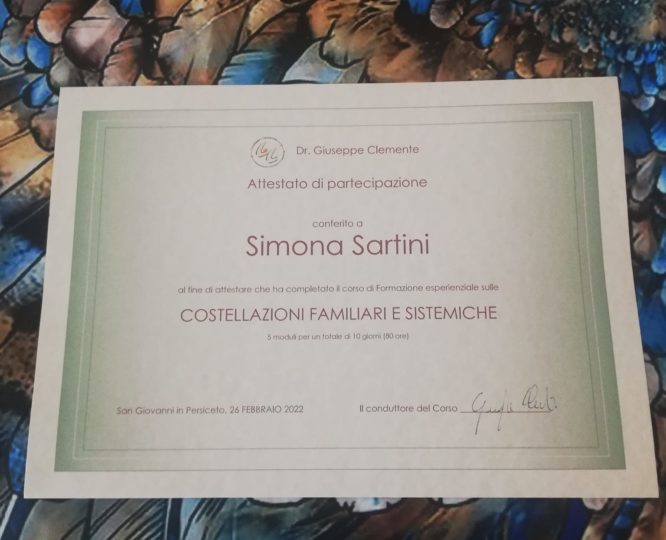 Dr. Giuseppe Clemente
Attestato di partecipazione
conferito a
Simona Sartini
al fine di attestare che ha completato il corso di Formazione esperienziale sulle
COSTELLAZIONI FAMILIARI E SISTEMICHE
5 moduli per un totale di 10 giorni (80 ore)
San Giovanni in Persiceto, 26 FEBBRAIO 2022
Il conduttore del Corso